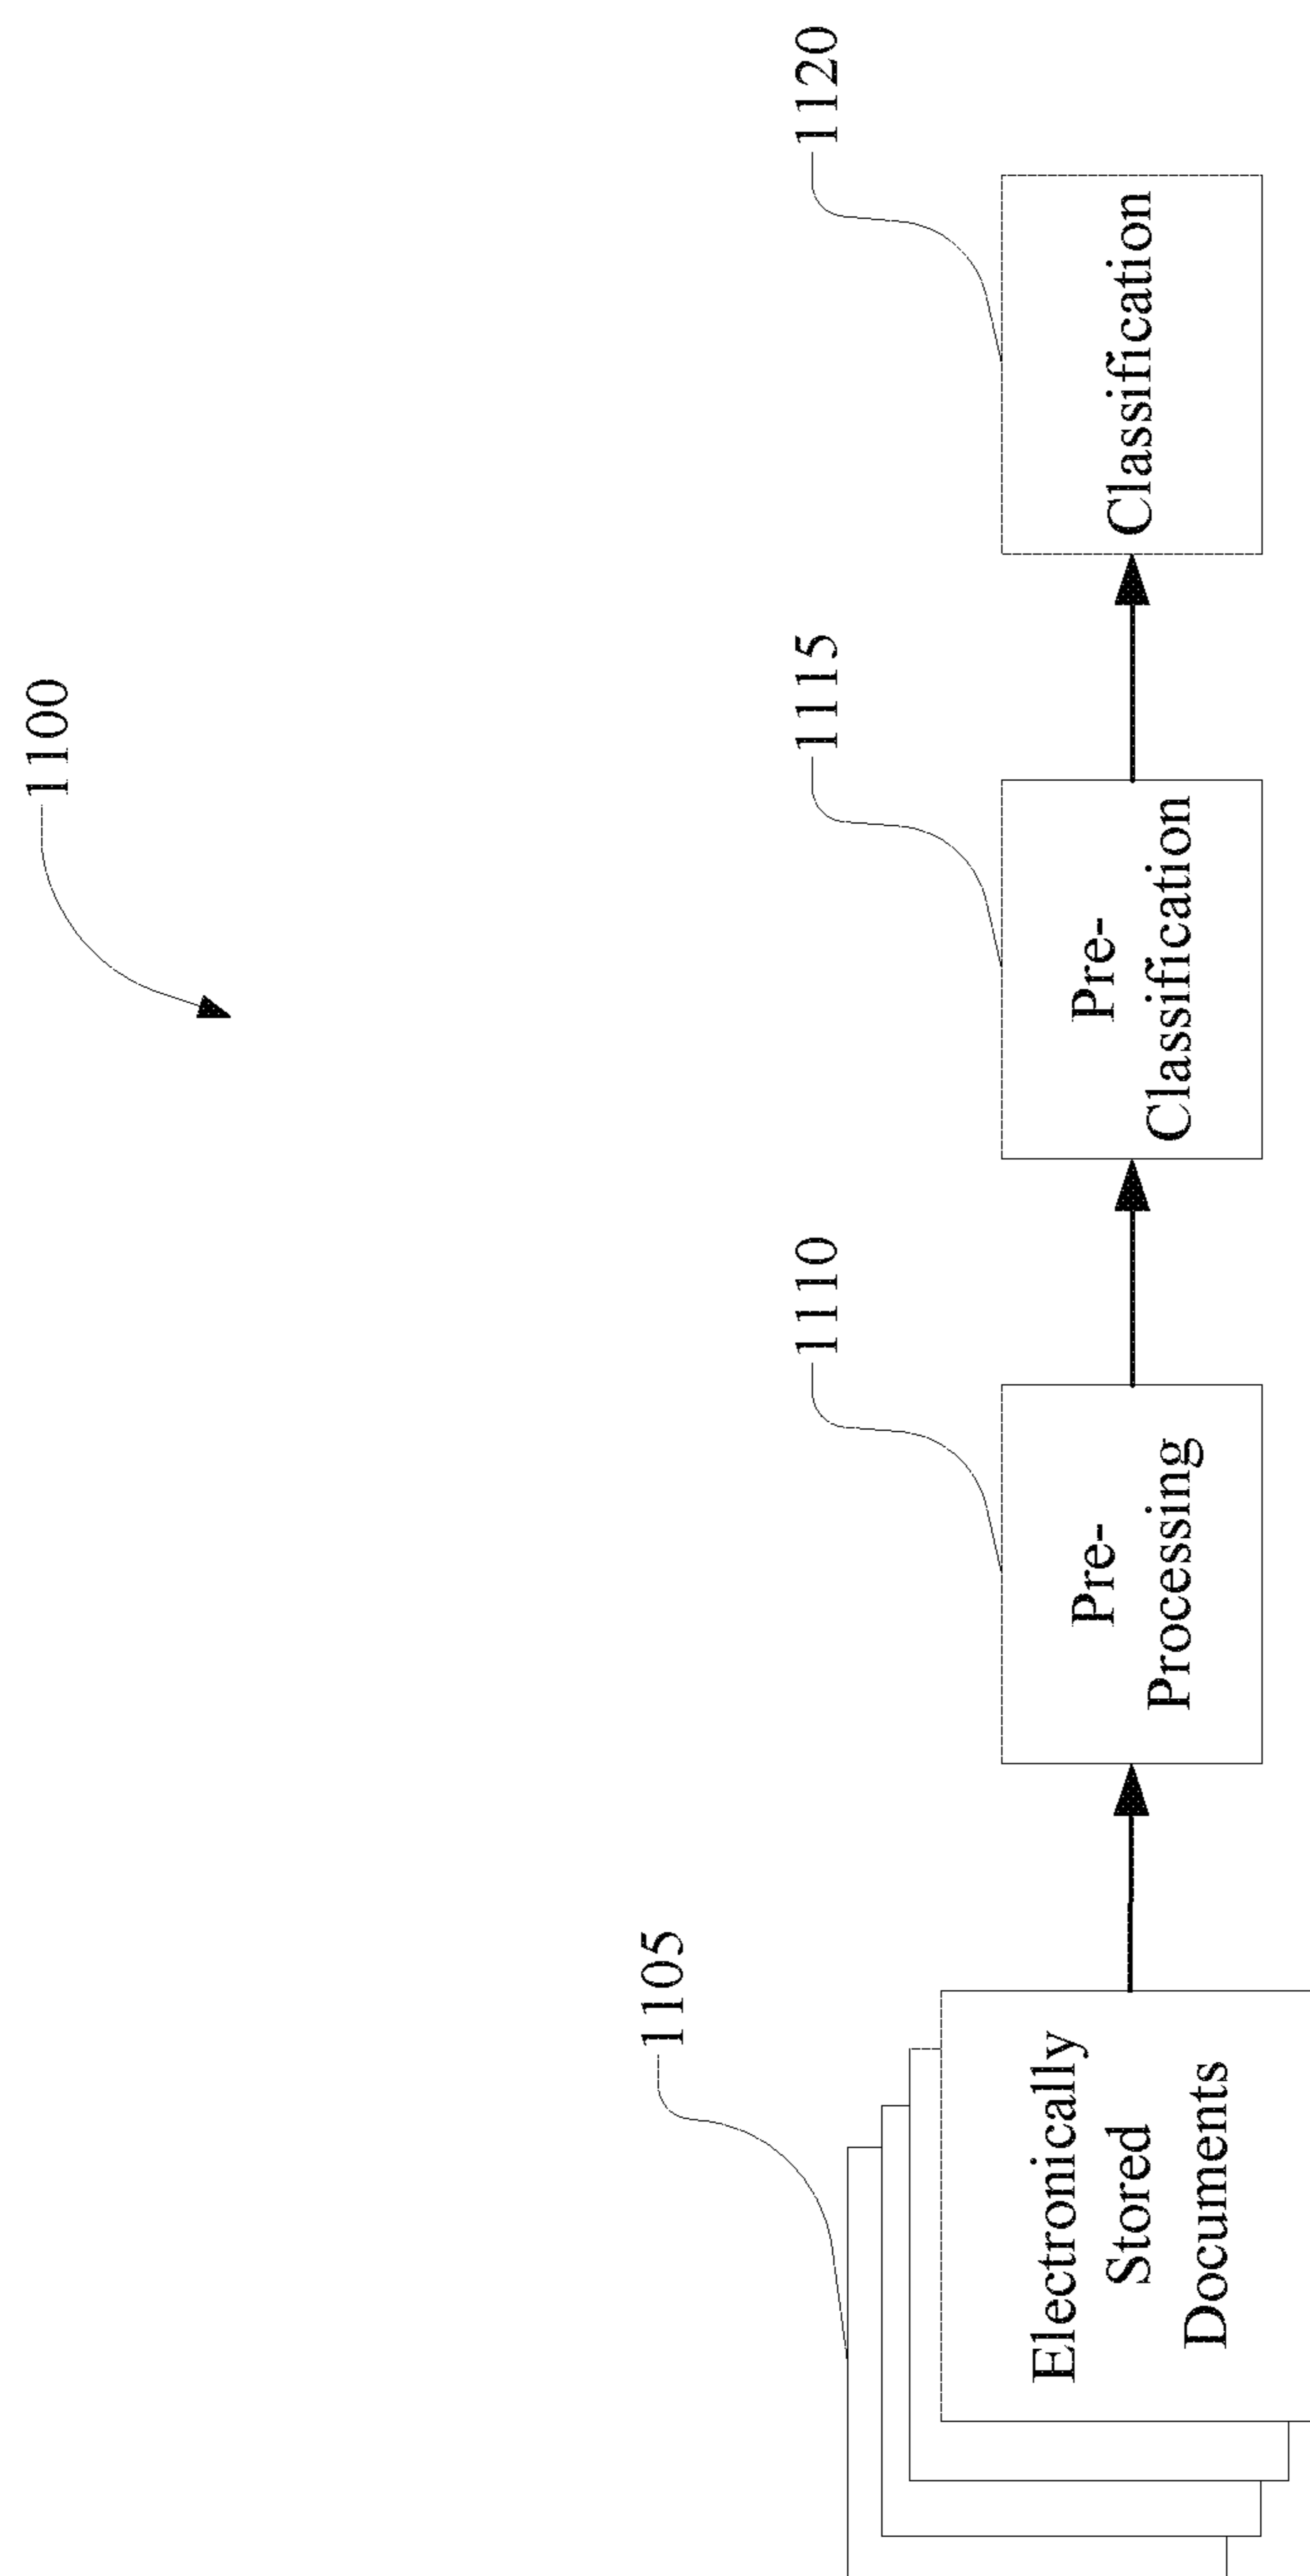 1100
1105
Electronically
Stored
Documents
1110
Pre-
Processing
1115
Pre-
Classification
1120
Classification